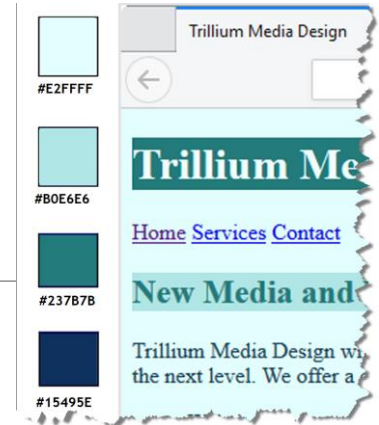 #E2FFFF
#B0E6E6
#237B7B
#15495E
Trillium Media Design
Trillium Me
Home Services Contact
New Media and
Trillium Media Design
the next level. We offer a